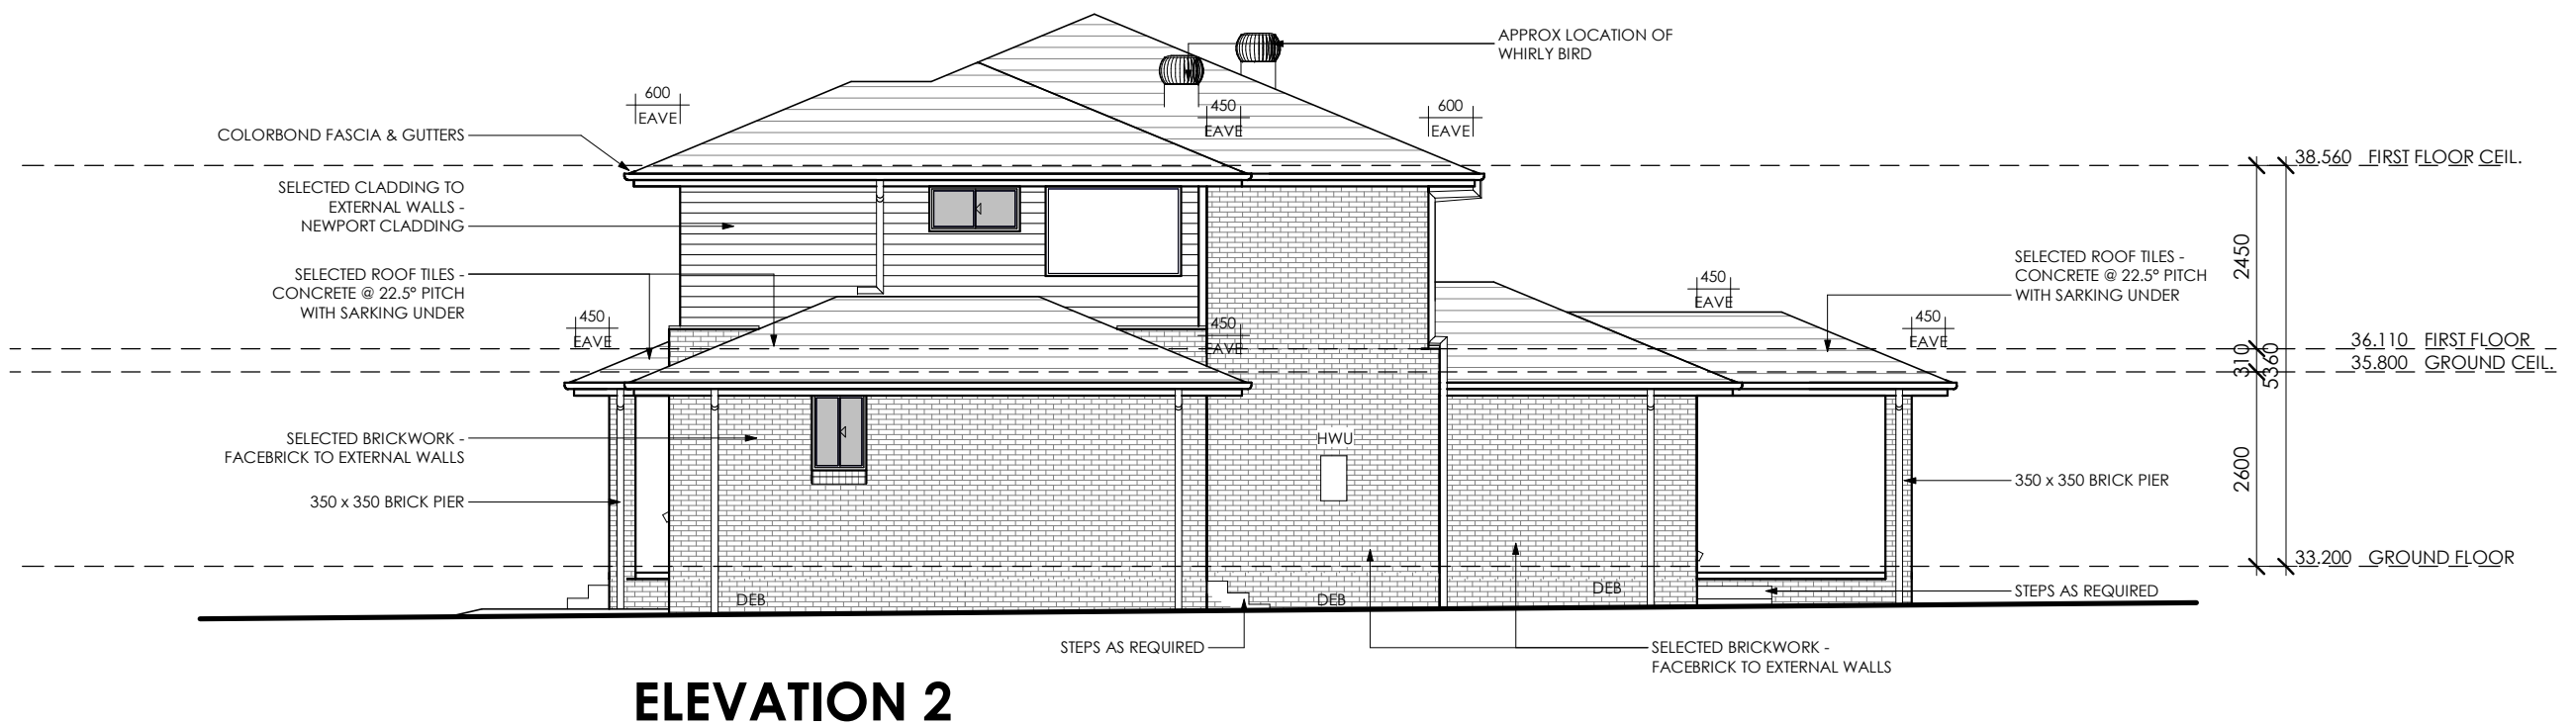 APPROX LOCATION OF
WHIRLY BIRD
600
EAVE
450
EAVE
600
EAVE
COLORBOND FASCIA & GUTTERS
38.560 FIRST FLOOR CEIL.
SELECTED CLADDING TO
EXTERNAL WALLS -
NEWPORT CLADDING
SELECTED ROOF TILES -
CONCRETE @ 22.5° PITCH
WITH SARKING UNDER
450
EAVE
450
EAVE
450
EAVE
450
EAVE
SELECTED ROOF TILES -
CONCRETE @ 22.5° PITCH
WITH SARKING UNDER
2450
36.110 FIRST FLOOR
310
5360
35.800 GROUND CEIL.
SELECTED BRICKWORK -
FACEBRICK TO EXTERNAL WALLS
HWU
350 x 350 BRICK PIER
350 x 350 BRICK PIER
2600
33.200 GROUND FLOOR
DEB
DEB
DEB
STEPS AS REQUIRED
STEPS AS REQUIRED
SELECTED BRICKWORK -
FACEBRICK TO EXTERNAL WALLS
ELEVATION 2